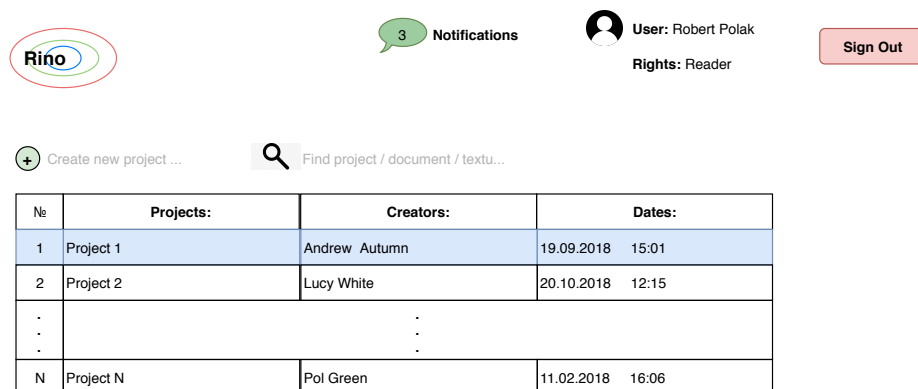 Rino
3 Notifications
User: Robert Polak
Rights: Reader
Sign Out
+ Create new project ...
Find project / document / textu...
№ Projects: Creators: Dates:
1 Project 1 Andrew Autumn 19.09.2018 15:01
2 Project 2 Lucy White 20.10.2018 12:15
. .
. .
. .
N Project N Pol Green 11.02.2018 16:06